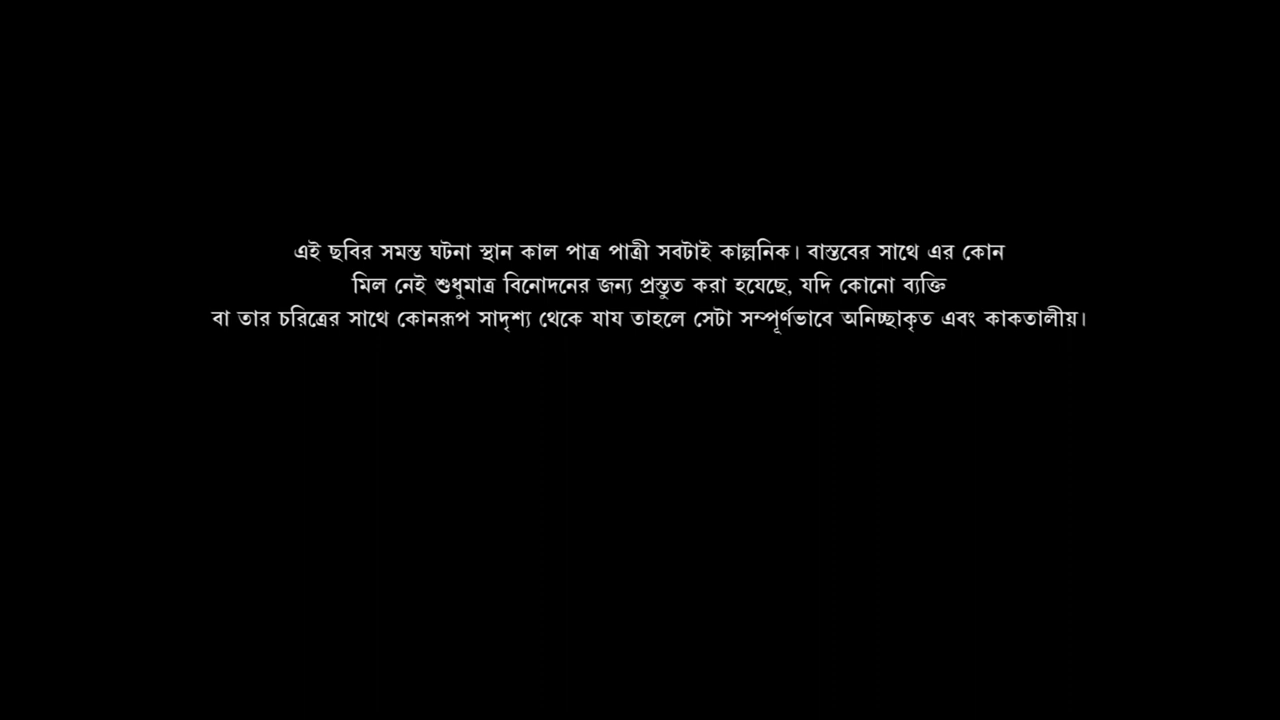 এই ছবির সমস্ত ঘটনা স্থান কাল পাত্র পাত্রী সবটাই কাল্পনিক। বাস্তবের সাথে এর কোন
মিল নেই শুধুমাত্র বিনোদনের জন্য প্রস্তুত করা হযেছে, যদি কোনো ব্যক্তি
বা তার চরিত্রের সাথে কোনরূপ সাদৃশ্য থেকে যায তাহলে সেটা সম্পূর্ণভাবে অনিচ্ছাকৃত এবং কাকতালীয়।